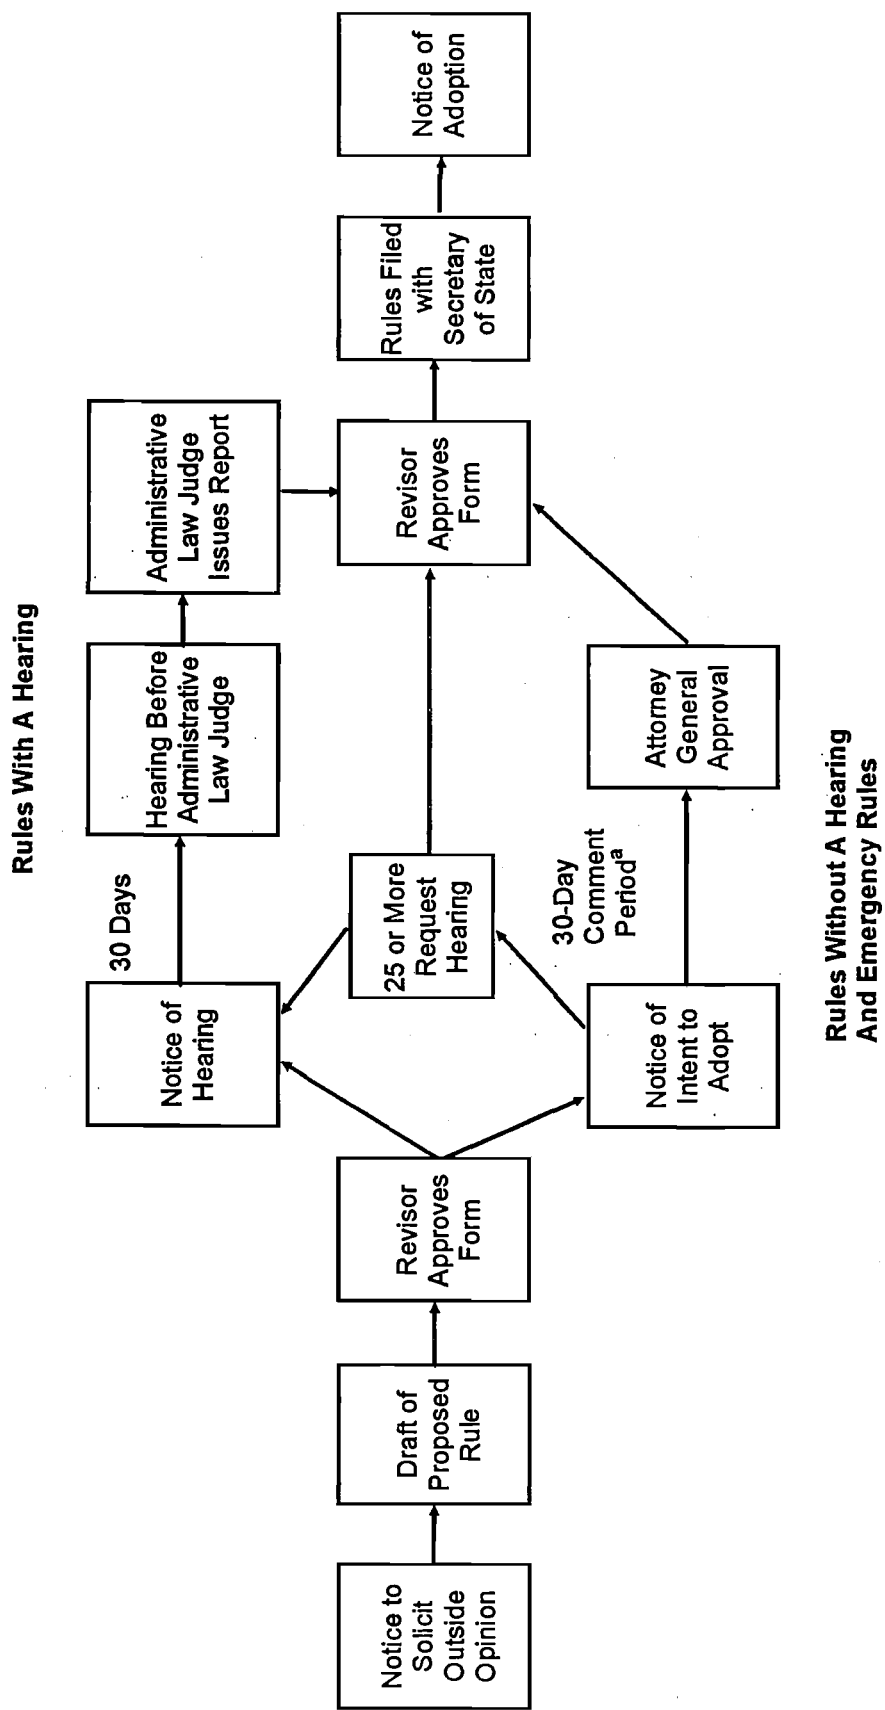 Rules With A Hearing
Notice of
Hearing
30 Days
Hearing Before
Administrative
Law Judge
Administrative
Law Judge
Issues Report
Notice to
Solicit
Outside
Opinion
Draft of
Proposed
Rule
Revisor
Approves
Form
25 or More
Request
Hearing
Revisor
Approves
Form
Rules Filed
with
Secretary
of State
Notice of
Adoption
Notice of
Intent to
Adopt
30-Day
Comment
Periodᵃ
Attorney
General
Approval
Rules Without A Hearing
And Emergency Rules